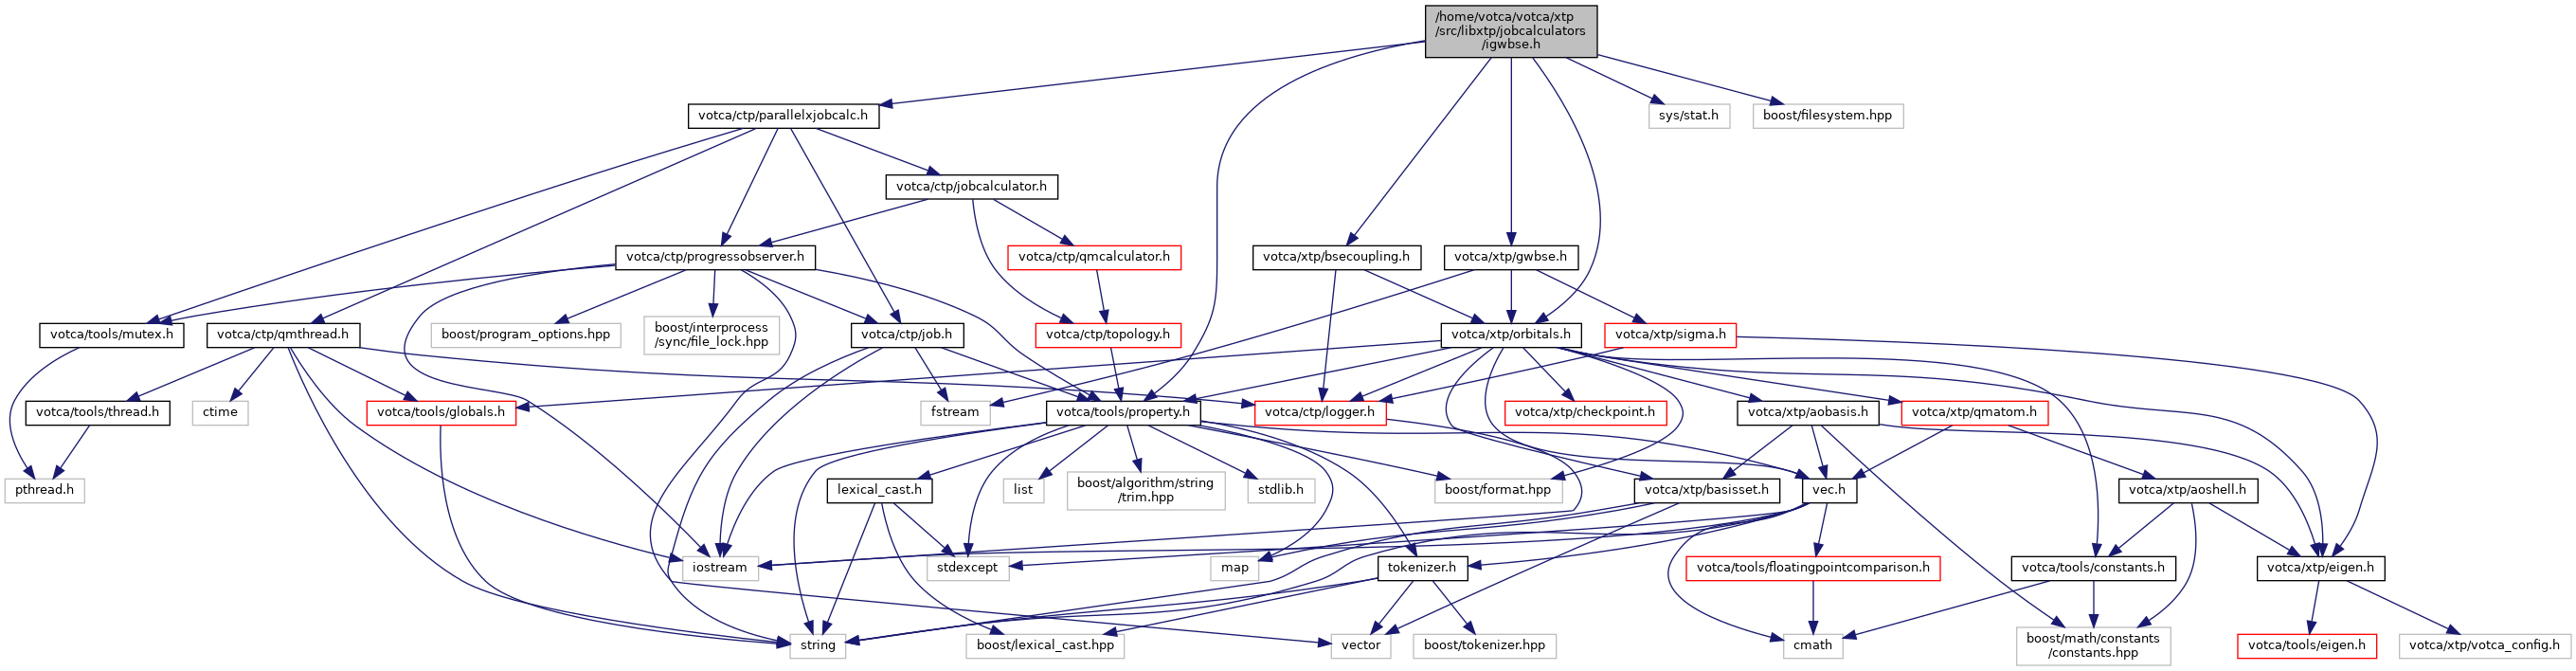 /home/votca/votca/xtp
/src/libxtp/jobcalculators
/igwbse.h
votca/ctp/parallelxjobcalc.h
sys/stat.h
boost/filesystem.hpp
votca/ctp/jobcalculator.h
votca/ctp/progressobserver.h
votca/ctp/qmcalculator.h
votca/xtp/bsecoupling.h
votca/xtp/gwbse.h
votca/tools/mutex.h
votca/ctp/qmthread.h
boost/program_options.hpp
boost/interprocess
/sync/file_lock.hpp
votca/ctp/job.h
votca/ctp/topology.h
votca/xtp/orbitals.h
votca/xtp/sigma.h
votca/tools/thread.h
ctime
votca/tools/globals.h
fstream
votca/tools/property.h
votca/ctp/logger.h
votca/xtp/checkpoint.h
votca/xtp/aobasis.h
votca/xtp/qmatom.h
pthread.h
lexical_cast.h
list
boost/algorithm/string
/trim.hpp
stdlib.h
boost/format.hpp
votca/xtp/basisset.h
vec.h
votca/xtp/aoshell.h
iostream
stdexcept
map
tokenizer.h
votca/tools/floatingpointcomparison.h
votca/tools/constants.h
votca/xtp/eigen.h
string
boost/lexical_cast.hpp
vector
boost/tokenizer.hpp
cmath
boost/math/constants
/constants.hpp
votca/tools/eigen.h
votca/xtp/votca_config.h